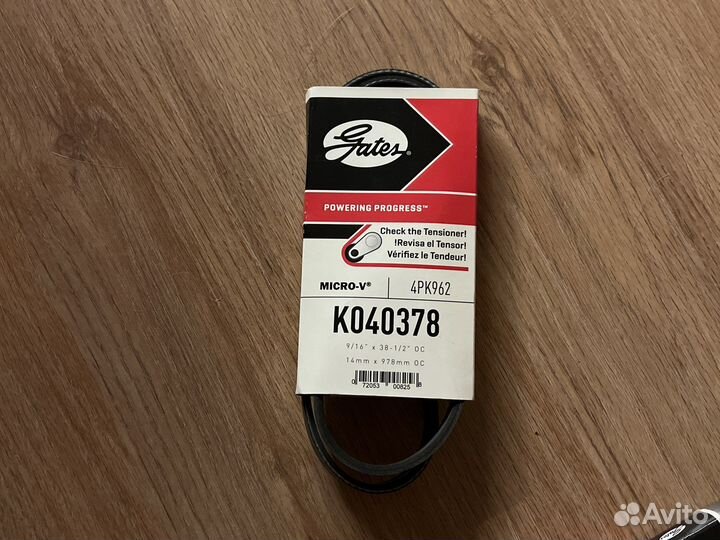 Gates®
POWERING PROGRESS™
Check the Tensioner!
!Revisa el Tensor!
Vérifiez le Tendeur!
MICRO-V® 4PK962
K040378
9/16" x 38-1/2" OC
14mm x 978mm OC
0 72053 00825 8
Avito